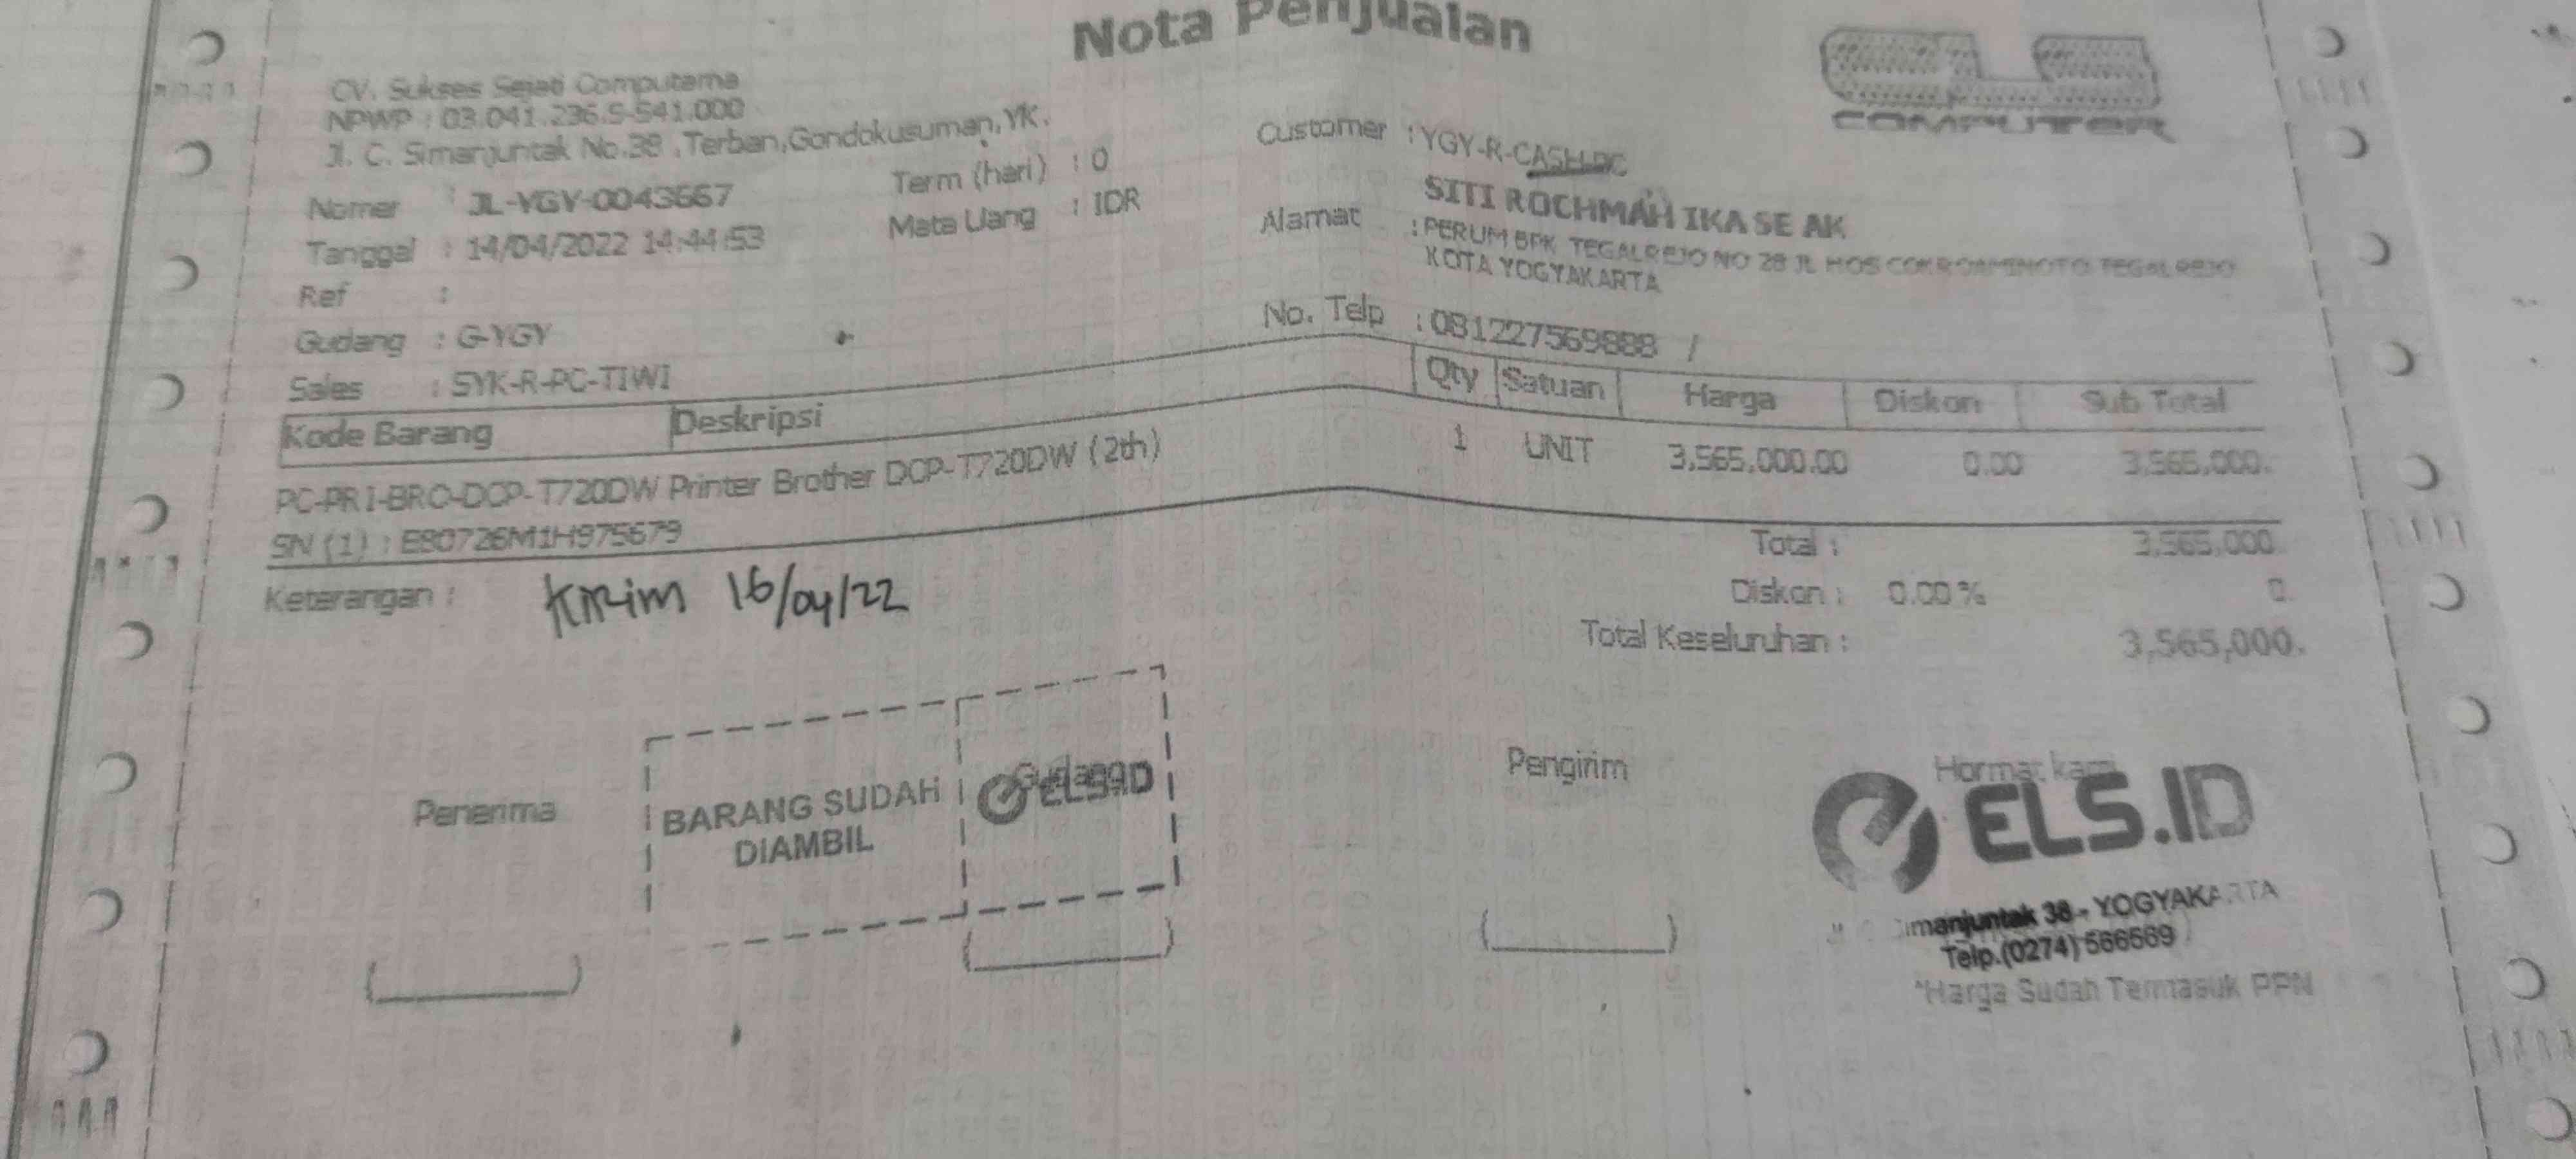 Nota Penjualan
COMPUTER
CV. Sukses Sejati Computama
NPWP : 03.041.236.5-541.000
Jl. C. Simanjuntak No.38 ,Terban,Gondokusuman,YK.
Nomer : JL-YGY-0043667
Tanggal : 14/04/2022 14:44:53
Ref :
Gudang : G-YGY
Sales : SYK-R-PC-TIWI
Term (hari) : 0
Mata Uang : IDR
Customer : YGY-R-CASH-PC
SITI ROCHMAH IKA SE AK
Alamat : PERUM BPK TEGALREJO NO 28 JL HOS COKROAMINOTO TEGALREJO
KOTA YOGYAKARTA
No. Telp : 081227569888 /
Kode Barang Deskripsi Qty Satuan Harga Diskon Sub Total
PC-PRI-BRO-DCP-T720DW Printer Brother DCP-T720DW (2th) 1 UNIT 3,565,000.00 0.00 3,565,000.
SN (1) : E80726M1H975679
Keterangan : Kirim 16/04/22
Total : 3,565,000.
Diskon : 0.00 % 0.
Total Keseluruhan : 3,565,000.
Penerima
BARANG SUDAH
DIAMBIL
Gudang
ELS.ID
Pengirim
Hormat kami
ELS.ID
Simanjuntak 38 - YOGYAKARTA
Telp.(0274) 566569
*Harga Sudah Termasuk PPN